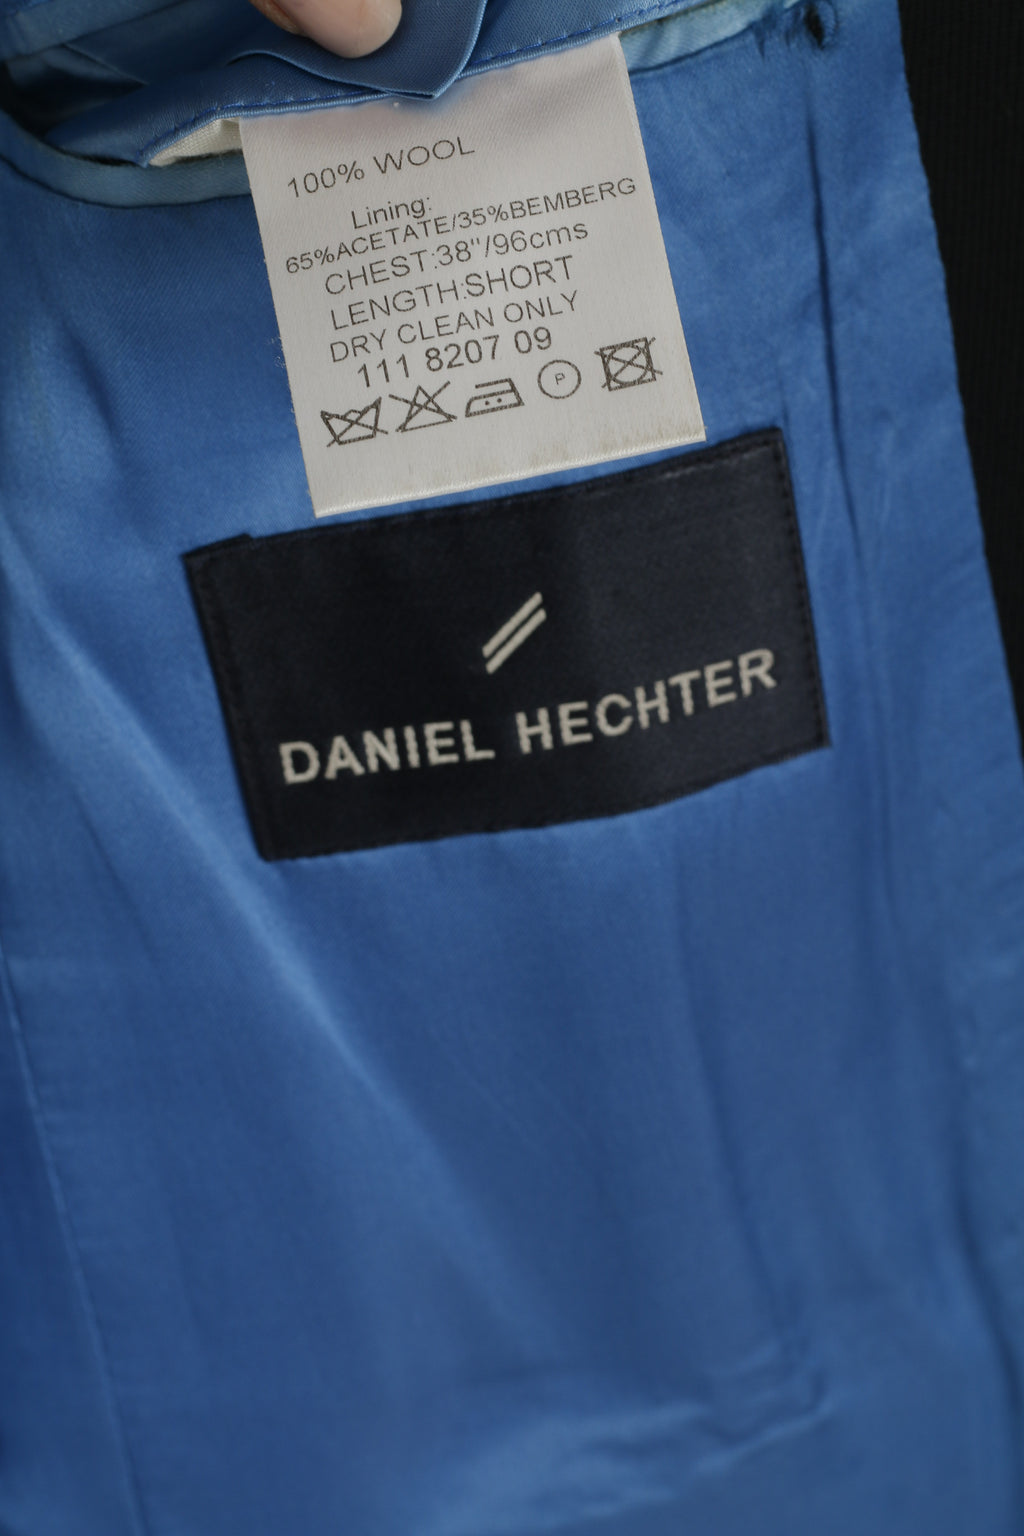 100% WOOL
Lining:
65%ACETATE/35%BEMBERG
CHEST:38"/96cms
LENGTH:SHORT
DRY CLEAN ONLY
111 8207 09
P
DANIEL HECHTER